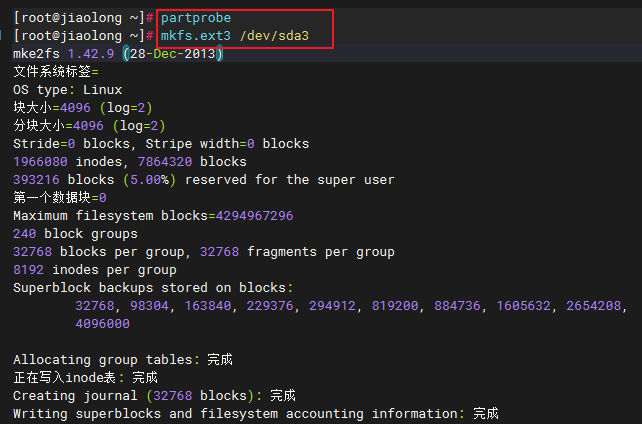 [root@jiaolong ~]# partprobe
[root@jiaolong ~]# mkfs.ext3 /dev/sda3
mke2fs 1.42.9 (28-Dec-2013)
文件系统标签=
OS type: Linux
块大小=4096 (log=2)
分块大小=4096 (log=2)
Stride=0 blocks, Stripe width=0 blocks
1966080 inodes, 7864320 blocks
393216 blocks (5.00%) reserved for the super user
第一个数据块=0
Maximum filesystem blocks=4294967296
240 block groups
32768 blocks per group, 32768 fragments per group
8192 inodes per group
Superblock backups stored on blocks:
32768, 98304, 163840, 229376, 294912, 819200, 884736, 1605632, 2654208,
4096000
Allocating group tables: 完成
正在写入inode表: 完成
Creating journal (32768 blocks): 完成
Writing superblocks and filesystem accounting information: 完成